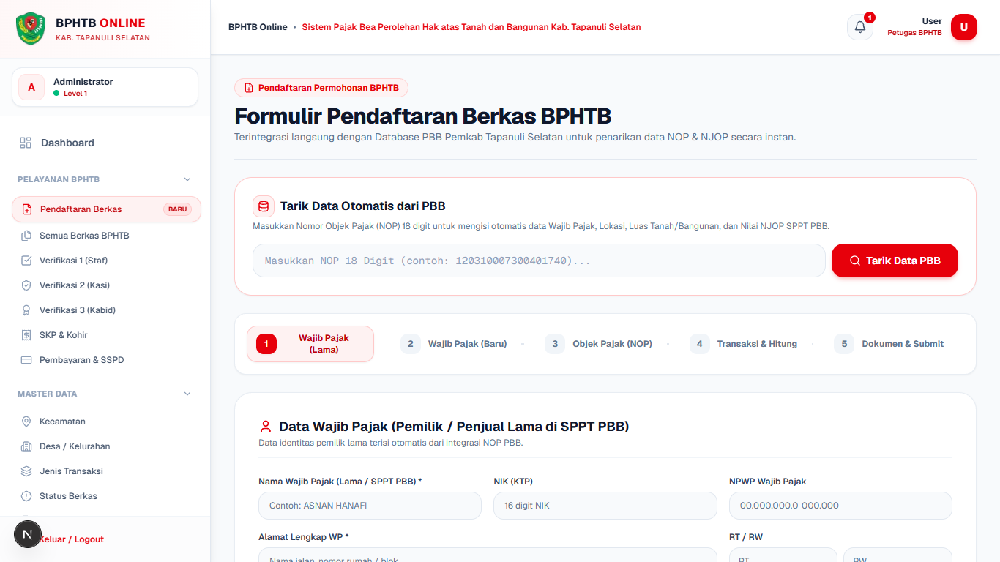 BPHTB ONLINE
KAB. TAPANULI SELATAN
BPHTB Online • Sistem Pajak Bea Perolehan Hak atas Tanah dan Bangunan Kab. Tapanuli Selatan
1
User
Petugas BPHTB
U
A
Administrator
Level 1
Dashboard
PELAYANAN BPHTB
Pendaftaran Berkas
BARU
Semua Berkas BPHTB
Verifikasi 1 (Staf)
Verifikasi 2 (Kasi)
Verifikasi 3 (Kabid)
SKP & Kohir
Pembayaran & SSPD
MASTER DATA
Kecamatan
Desa / Kelurahan
Jenis Transaksi
Status Berkas
N
Keluar / Logout
Pendaftaran Permohonan BPHTB
Formulir Pendaftaran Berkas BPHTB
Terintegrasi langsung dengan Database PBB Pemkab Tapanuli Selatan untuk penarikan data NOP & NJOP secara instan.
Tarik Data Otomatis dari PBB
Masukkan Nomor Objek Pajak (NOP) 18 digit untuk mengisi otomatis data Wajib Pajak, Lokasi, Luas Tanah/Bangunan, dan Nilai NJOP SPPT PBB.
Masukkan NOP 18 Digit (contoh: 120310007300401740)...
Tarik Data PBB
1 Wajib Pajak
(Lama)
2 Wajib Pajak (Baru) -
3 Objek Pajak (NOP) -
4 Transaksi & Hitung -
5 Dokumen & Submit
Data Wajib Pajak (Pemilik / Penjual Lama di SPPT PBB)
Data identitas pemilik lama terisi otomatis dari integrasi NOP PBB.
Nama Wajib Pajak (Lama / SPPT PBB) *
NIK (KTP)
NPWP Wajib Pajak
Contoh: ASNAN HANAFI
16 digit NIK
00.000.000.0-000.000
Alamat Lengkap WP *
RT / RW
Nama jalan, nomor rumah / blok
RT
RW